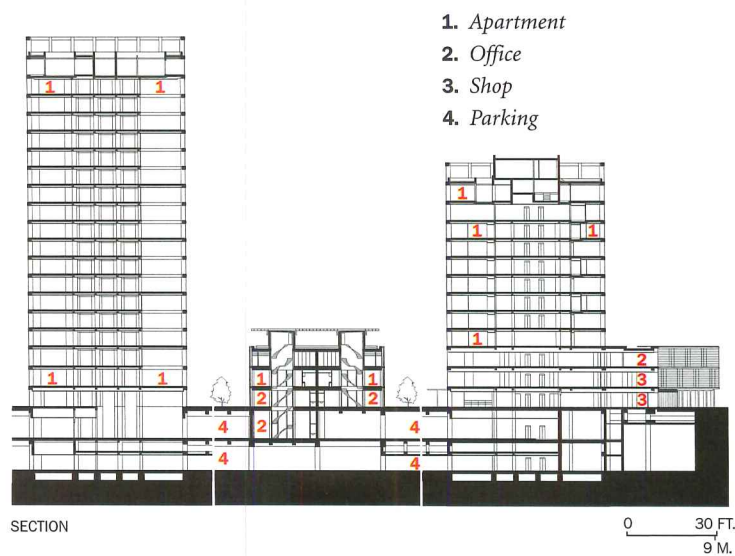 1. Apartment
2. Office
3. Shop
4. Parking
1 1
1
1 1
1
2
1 1 1 1 3
2 2 3
4 2 4
4 4
SECTION
0 30 FT.
9 M.